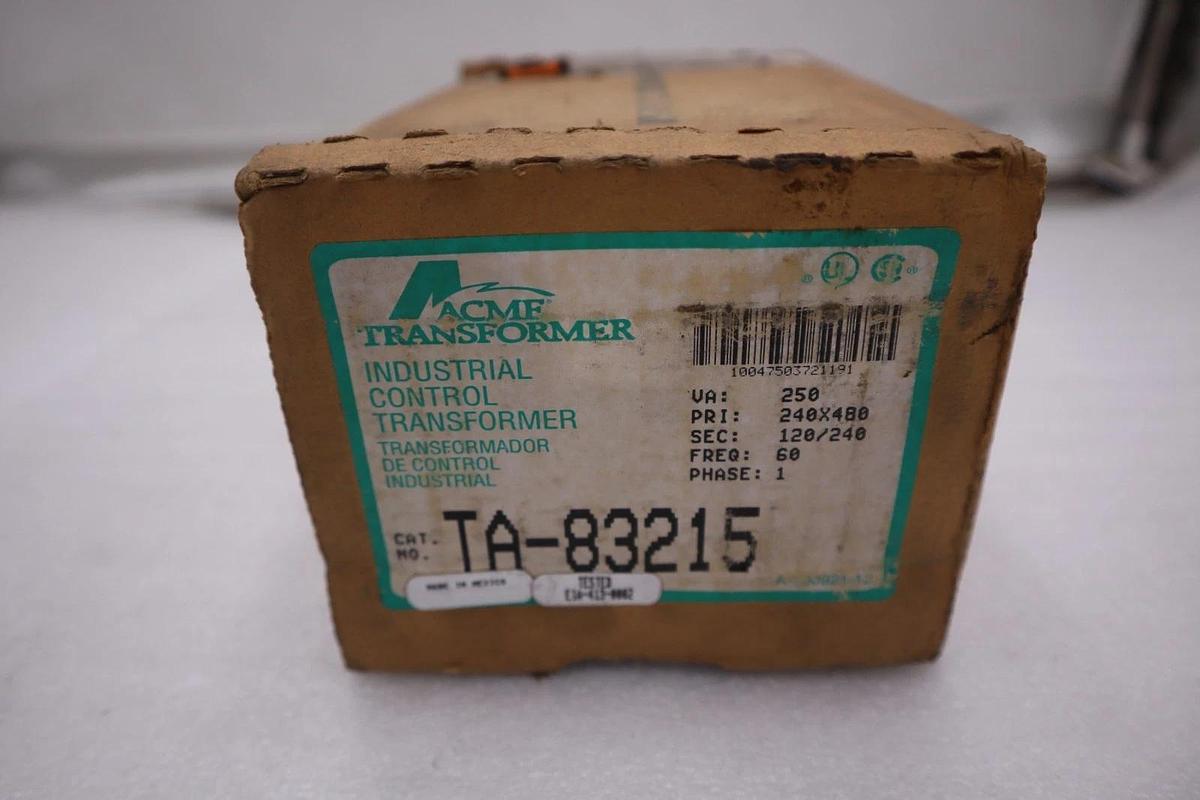 ACME®
TRANSFORMER
INDUSTRIAL
CONTROL
TRANSFORMER
TRANSFORMADOR
DE CONTROL
INDUSTRIAL
® UL ®
10047503721191
VA: 250
PRI: 240X480
SEC: 120/240
FREQ: 60
PHASE: 1
CAT.
NO. TA-83215
MADE IN MEXICO
TESTED